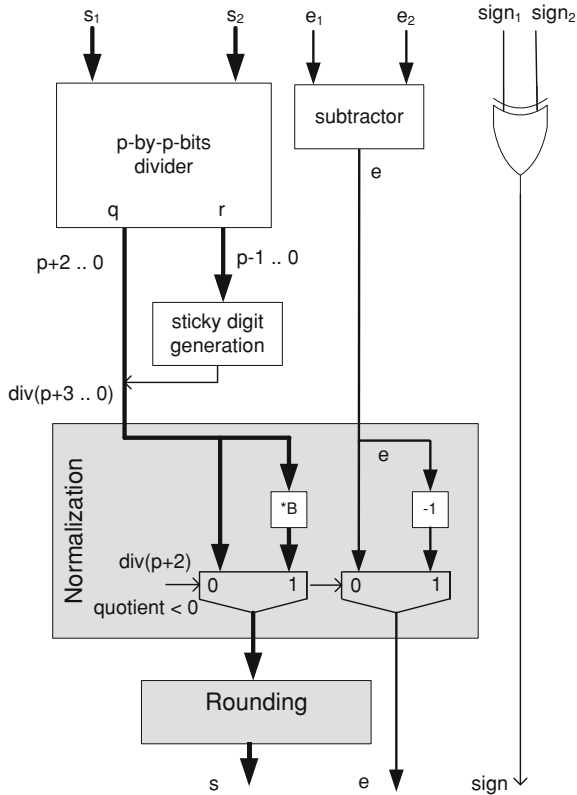 s1 s2 e1 e2 sign1 sign2
p-by-p-bits
divider
subtractor
q r
e
p+2 .. 0
p-1 .. 0
sticky digit
generation
div(p+3 .. 0)
Normalization
e
*B
-1
div(p+2)
0 1 0 1
quotient < 0
Rounding
s e sign